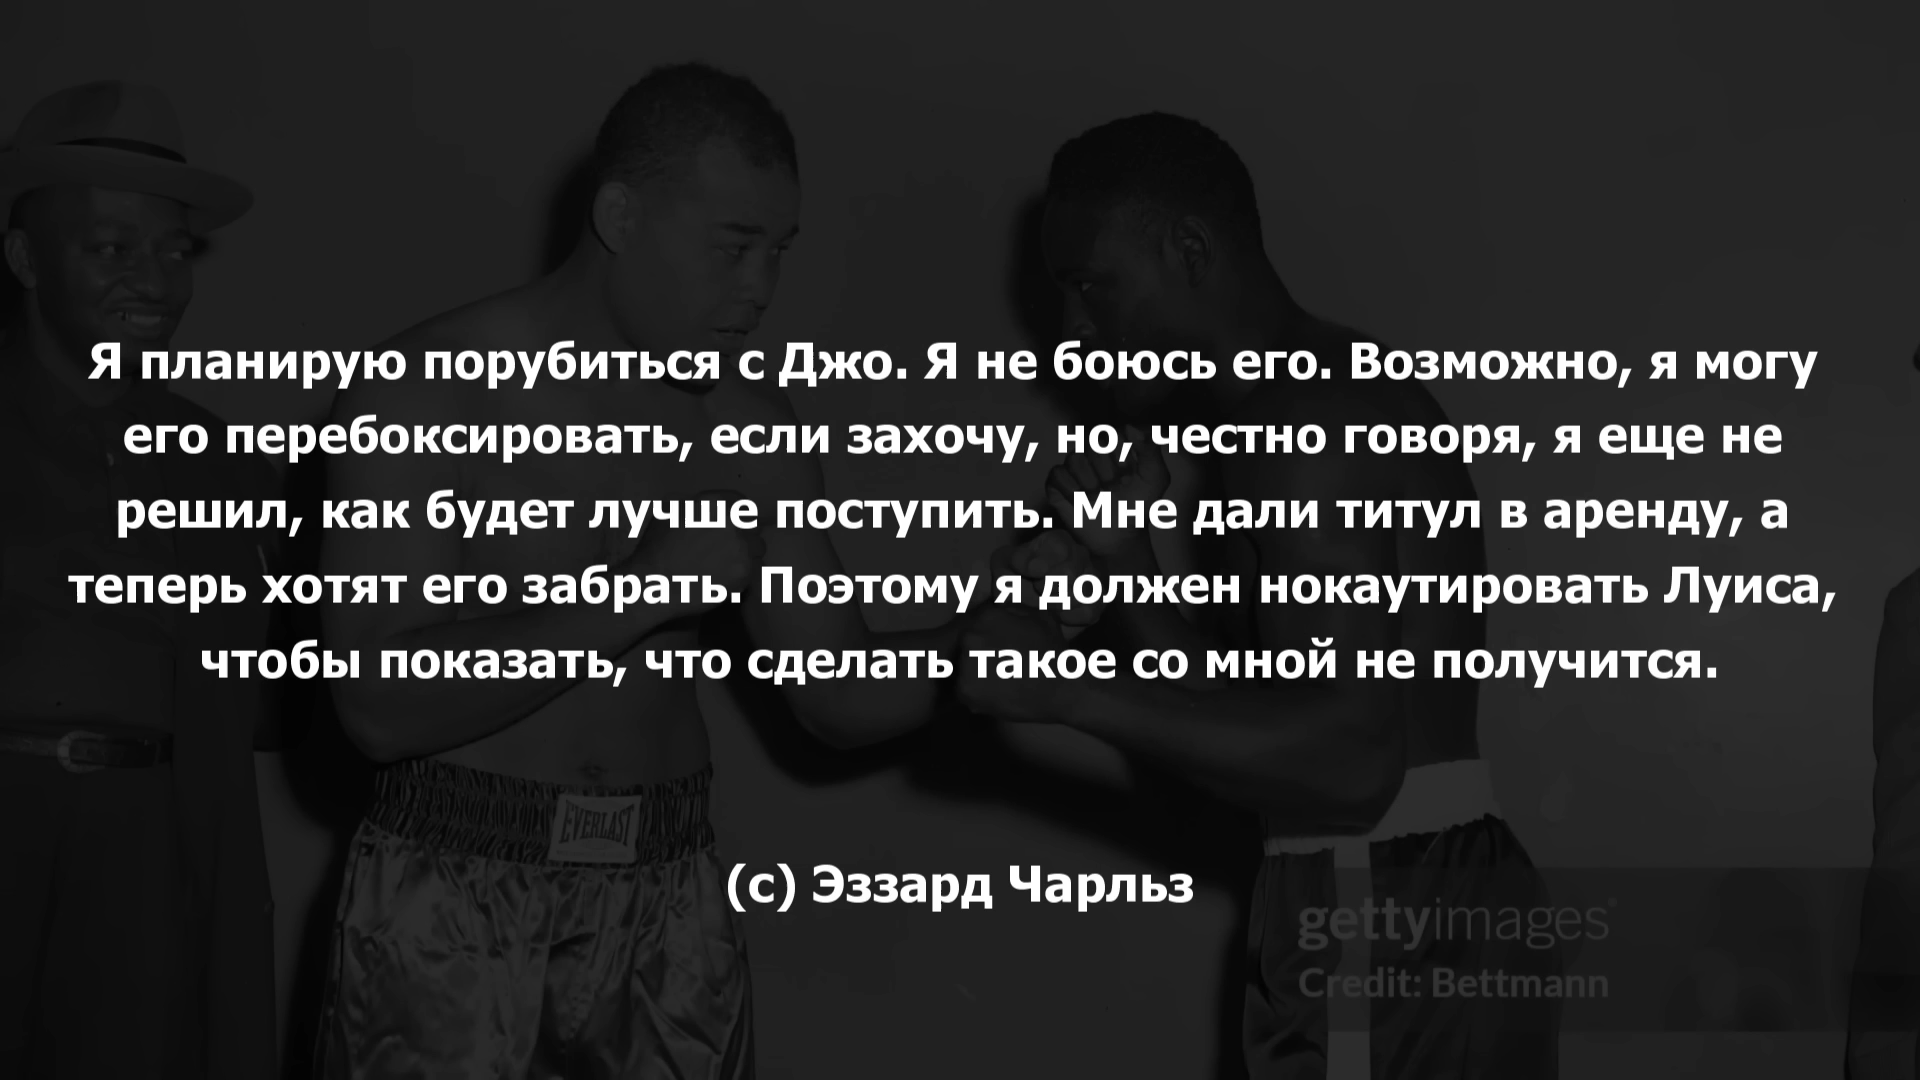 Я планирую порубиться с Джо. Я не боюсь его. Возможно, я могу
его перебоксировать, если захочу, но, честно говоря, я еще не
решил, как будет лучше поступить. Мне дали титул в аренду, а
теперь хотят его забрать. Поэтому я должен нокаутировать Луиса,
чтобы показать, что сделать такое со мной не получится.
EVERLAST
(с) Эззард Чарльз
gettyimages
Credit: Bettmann